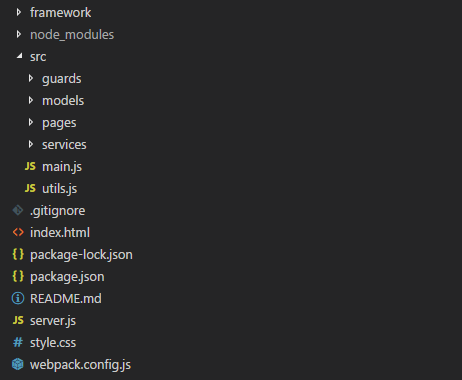 framework
node_modules
src
guards
models
pages
services
JS main.js
JS utils.js
.gitignore
<> index.html
{} package-lock.json
{} package.json
README.md
JS server.js
# style.css
webpack.config.js